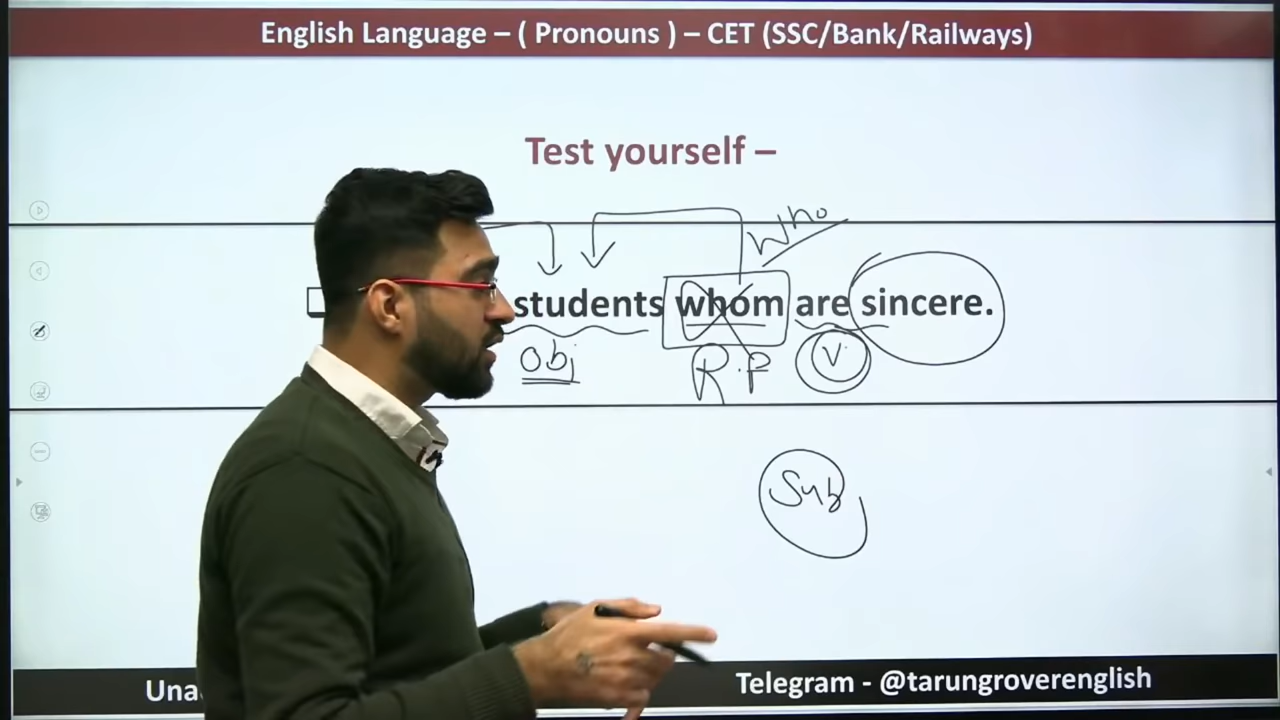 English Language – ( Pronouns ) – CET (SSC/Bank/Railways)
Test yourself –
Who
students whom are sincere.
Obj
R.P
V.
Sub
Telegram - @tarungroverenglish